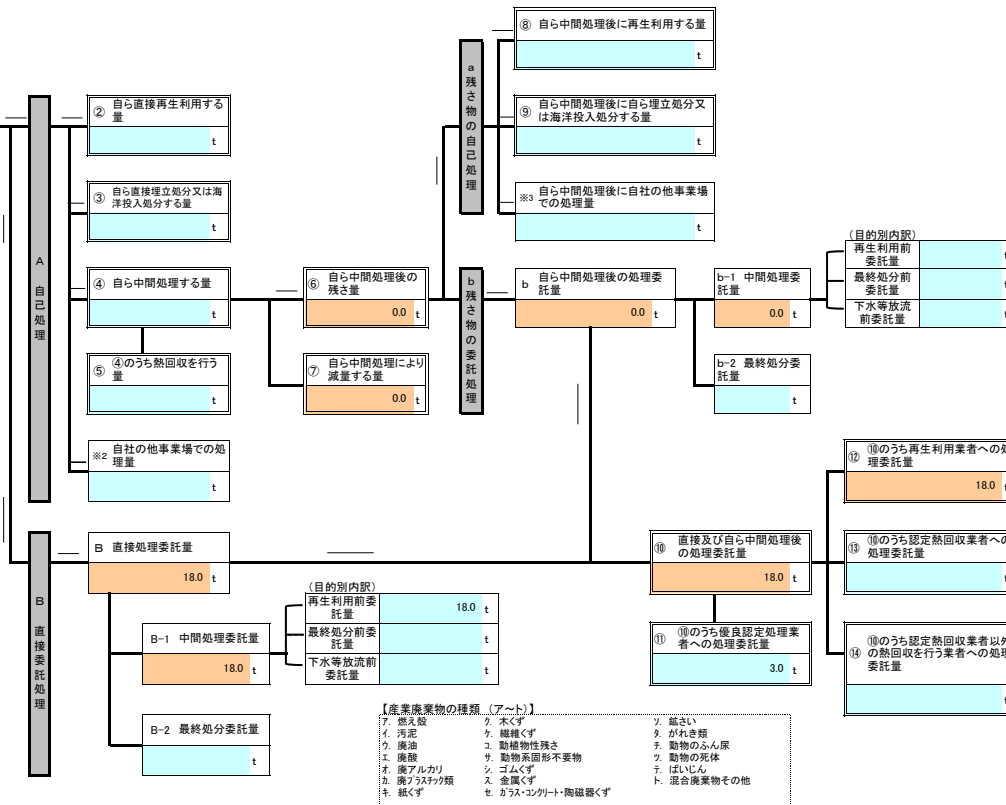 ⑧ 自ら中間処理後に再生利用する量
t
a 残さ物の自己処理
② 自ら直接再生利用する
量
t
⑨ 自ら中間処理後に自ら埋立処分又
は海洋投入処分する量
t
③ 自ら直接埋立処分又は海
洋投入処分する量
t
※3 自ら中間処理後に自社の他事業場
での処理量
t
A 自己処理
④ 自ら中間処理する量
t
⑥ 自ら中間処理後の
残さ量
0.0 t
b 残さ物の委託処理
b 自ら中間処理後の処理委
託量
0.0 t
b-1 中間処理委
託量
0.0 t
(目的別内訳)
再生利用前
委託量
t
最終処分前
委託量
t
下水等放流
前委託量
t
⑤ ④のうち熱回収を行う
量
t
⑦ 自ら中間処理により
減量する量
0.0 t
b-2 最終処分委
託量
t
※2 自社の他事業場での処
理量
t
⑫ ⑩のうち再生利用業者への処
理委託量
18.0 t
B 直接委託処理
B 直接処理委託量
18.0 t
⑩ 直接及び自ら中間処理後
の処理委託量
18.0 t
⑬ ⑩のうち認定熱回収業者への
処理委託量
t
(目的別内訳)
再生利用前委
託量
18.0 t
最終処分前委
託量
t
下水等放流前
委託量
t
B-1 中間処理委託量
18.0 t
⑪ ⑩のうち優良認定処理業
者への処理委託量
3.0 t
⑭ ⑩のうち認定熱回収業者以外
の熱回収を行う業者への処理
委託量
t
B-2 最終処分委託量
t
【産業廃棄物の種類 (ア～ト)】
ア. 燃え殻 ク. 木くず ソ. 鉱さい
イ. 汚泥 ケ. 繊維くず タ. がれき類
ウ. 廃油 コ. 動植物性残さ チ. 動物のふん尿
エ. 廃酸 サ. 動物系固形不要物 ツ. 動物の死体
オ. 廃アルカリ シ. ゴムくず テ. ばいじん
カ. 廃プラスチック類 ス. 金属くず ト. 混合廃棄物その他
キ. 紙くず セ. ガラス・コンクリート・陶磁器くず